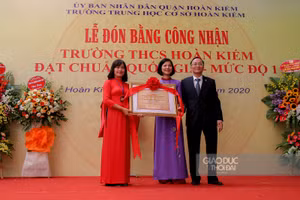 ỦY BAN NHÂN DÂN QUẬN HOÀN KIẾM
TRƯỜNG TRUNG HỌC CƠ SỞ HOÀN KIẾM
LỄ ĐÓN BẰNG CÔNG NHẬN
TRƯỜNG THCS HOÀN KIẾM
ĐẠT CHUẨN QUỐC GIA MỨC ĐỘ 1
Hoàn Kiếm 2020
GIÁO DỤC
THỜI ĐẠI